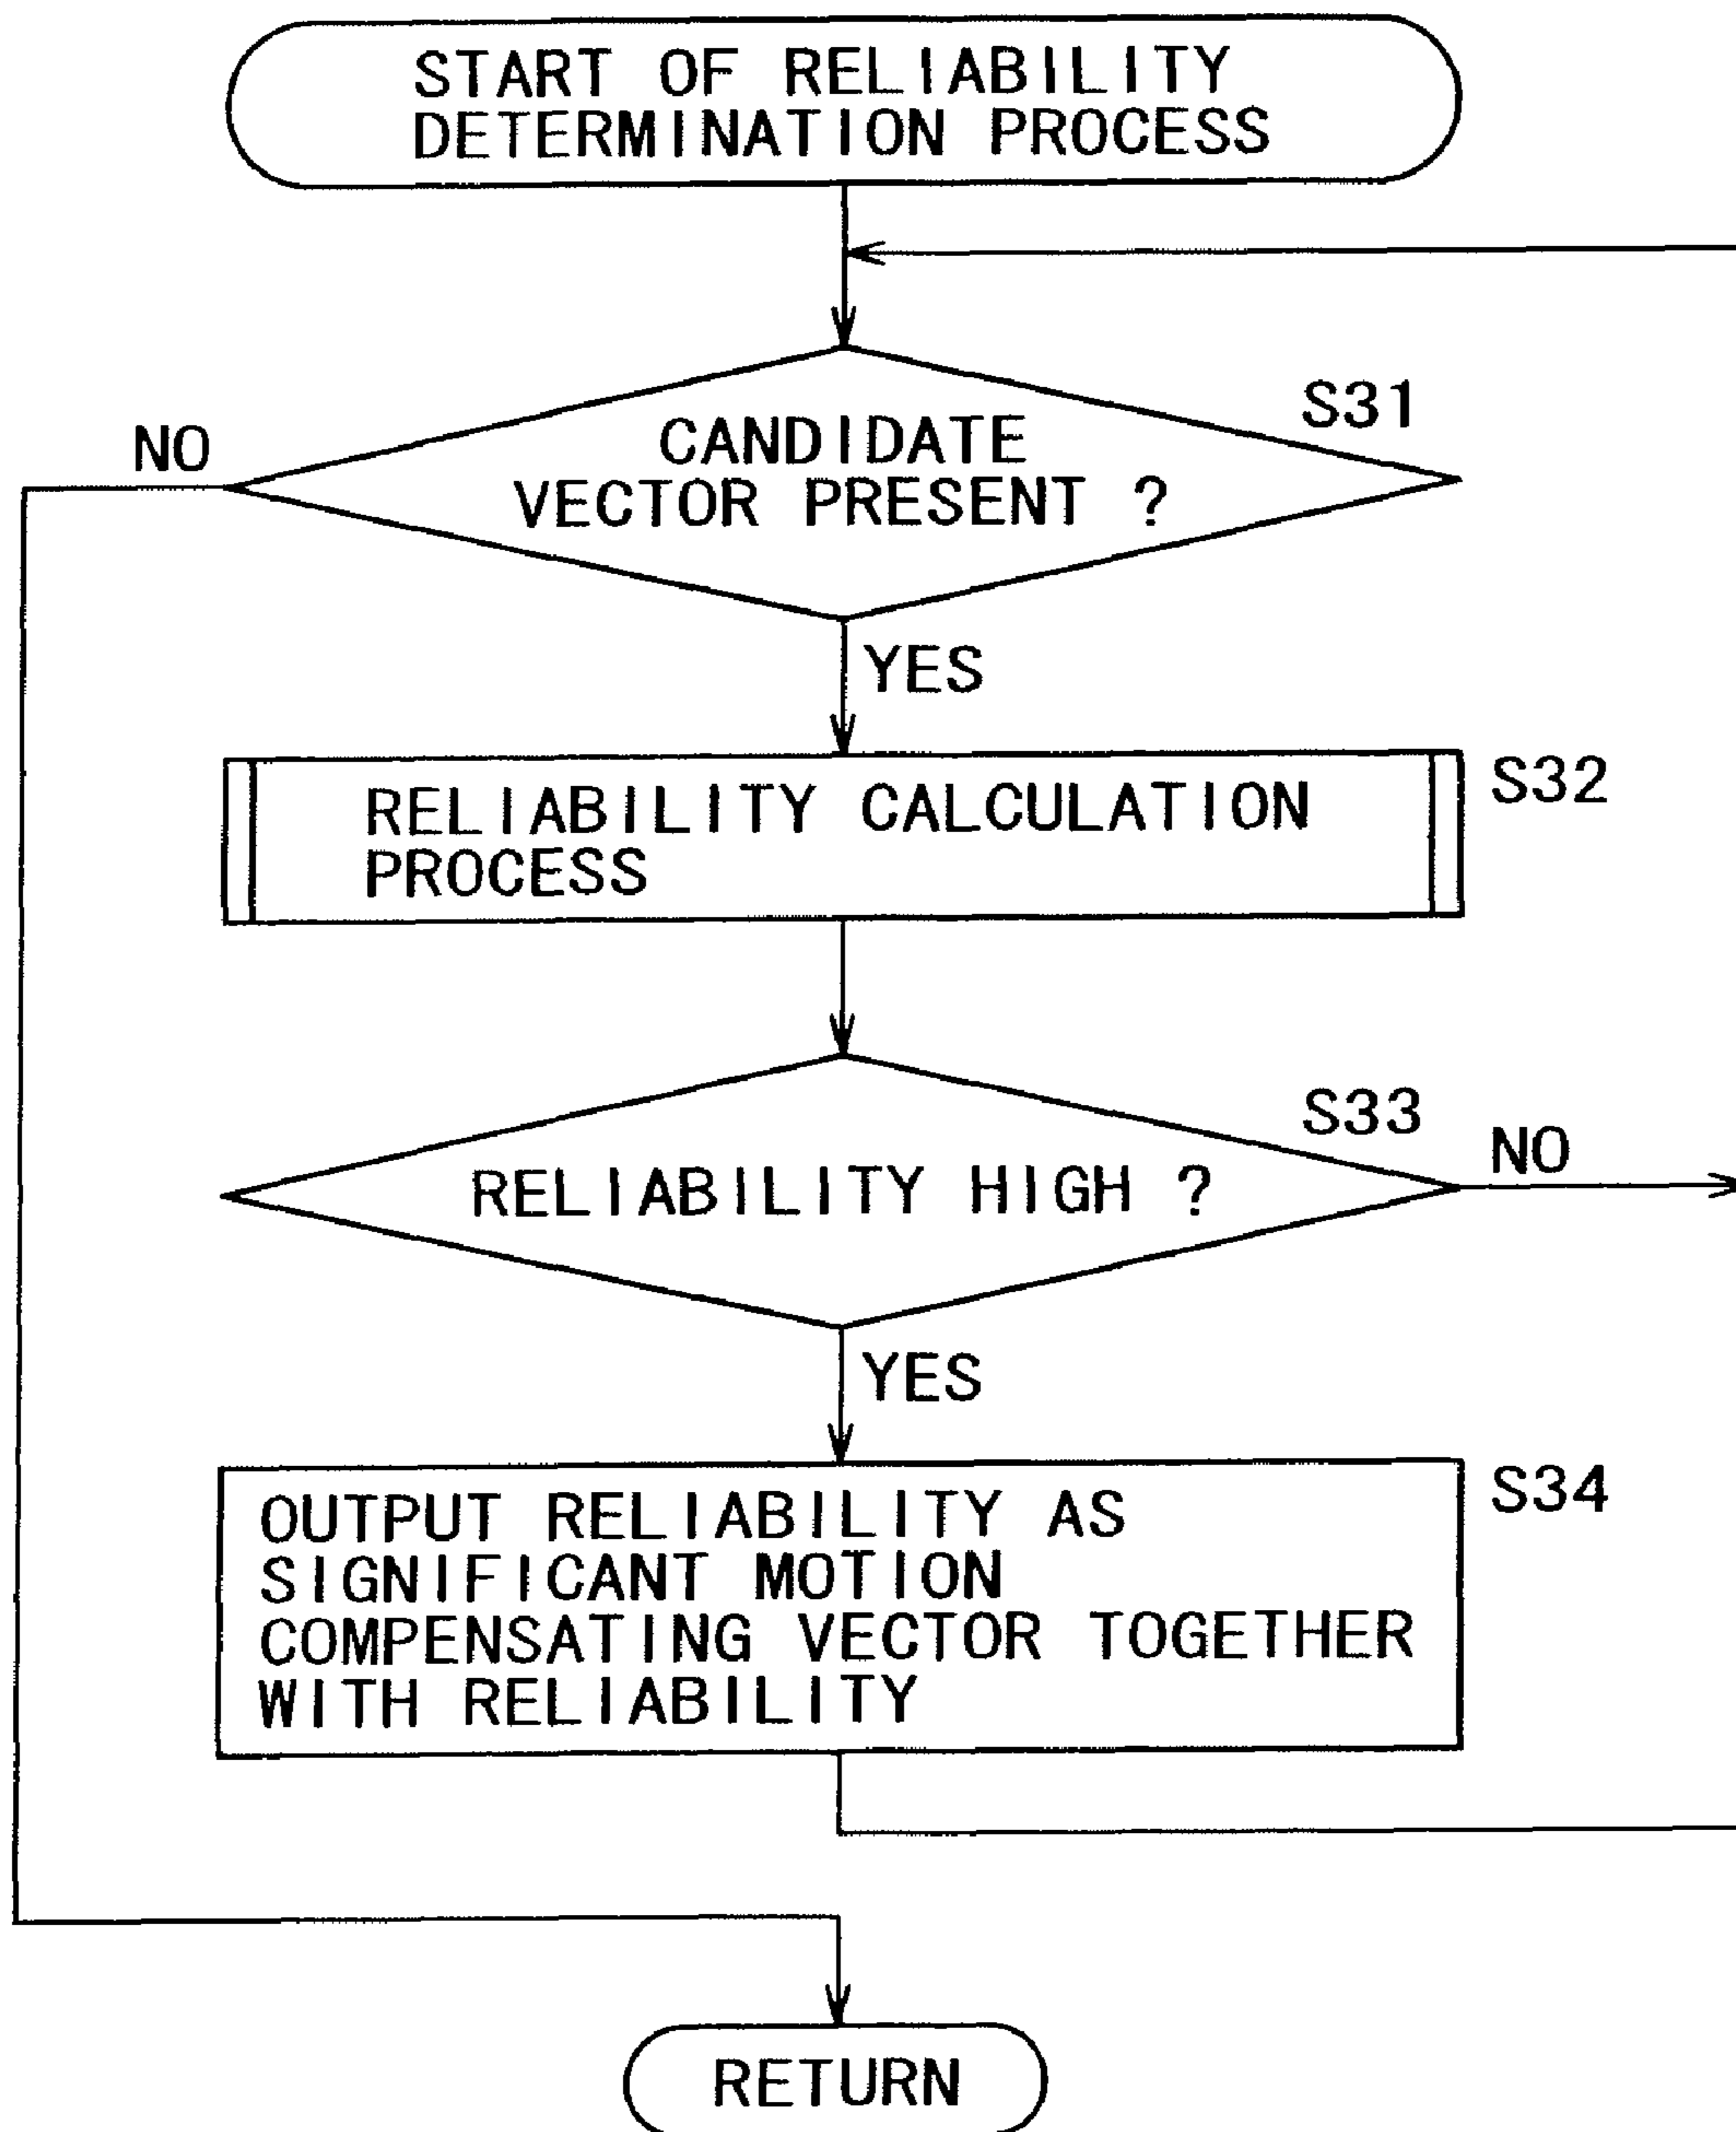 START OF RELIABILITY
DETERMINATION PROCESS
S31
NO
CANDIDATE
VECTOR PRESENT ?
YES
S32
RELIABILITY CALCULATION
PROCESS
S33
NO
RELIABILITY HIGH ?
YES
S34
OUTPUT RELIABILITY AS
SIGNIFICANT MOTION
COMPENSATING VECTOR TOGETHER
WITH RELIABILITY
RETURN